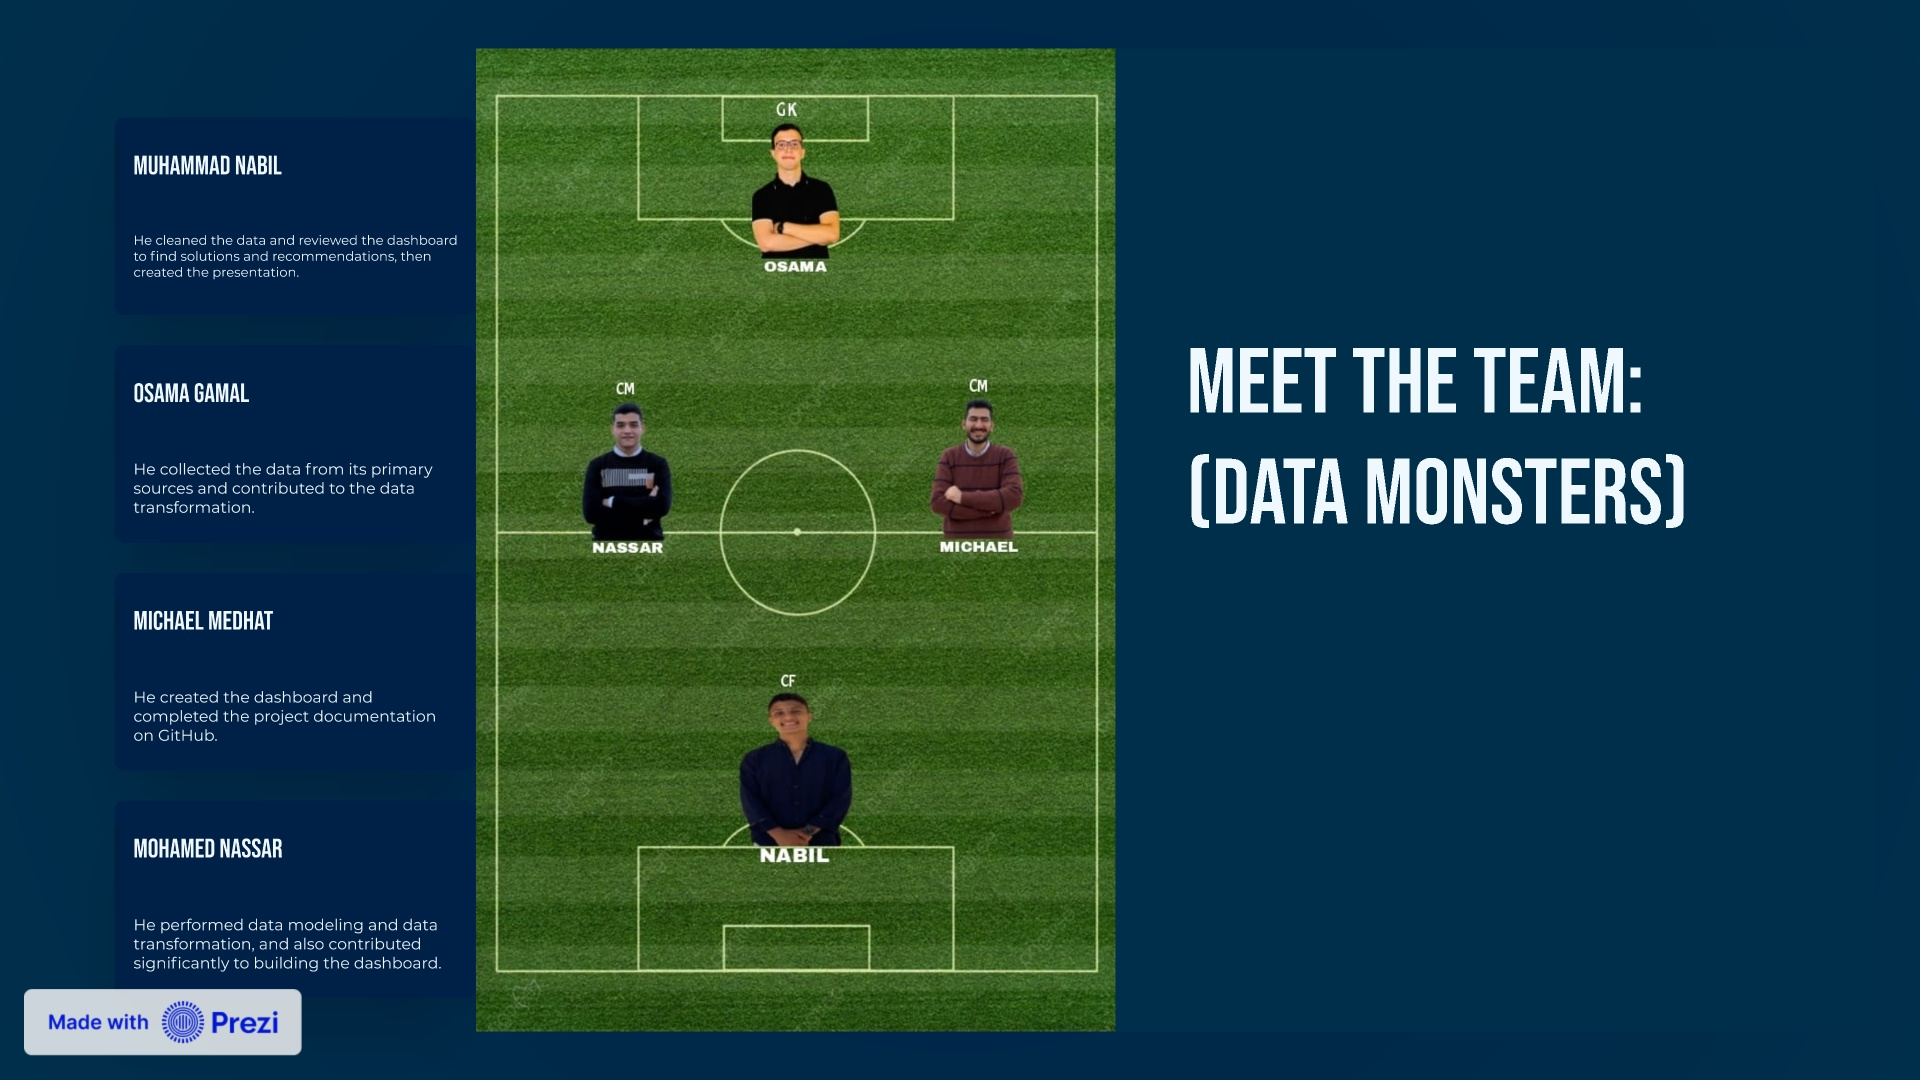 MUHAMMAD NABIL
He cleaned the data and reviewed the dashboard
to find solutions and recommendations, then
created the presentation.
OSAMA GAMAL
He collected the data from its primary
sources and contributed to the data
transformation.
MICHAEL MEDHAT
He created the dashboard and
completed the project documentation
on GitHub.
MOHAMED NASSAR
He performed data modeling and data
transformation, and also contributed
significantly to building the dashboard.
GK
OSAMA
CM
NASSAR
CM
MICHAEL
CF
NABIL
MEET THE TEAM:
(DATA MONSTERS)
Made with Prezi